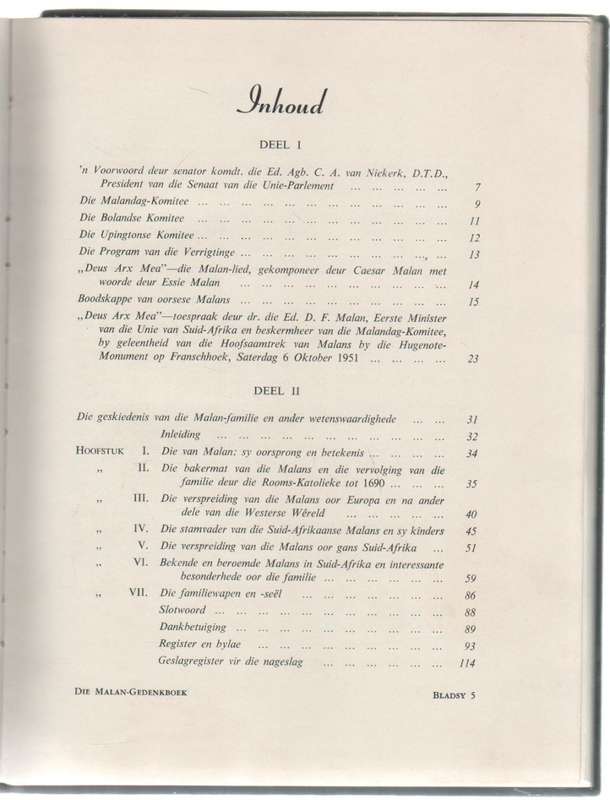 Inhoud
DEEL I
'n Voorwoord deur senator komdt. die Ed. Agb. C. A. van Niekerk, D.T.D.,
President van die Senaat van die Unie-Parlement ... ... ... ... ... 7
Die Malandag-Komitee ... ... ... ... ... ... ... ... ... ... ... ... 9
Die Bolandse Komitee ... ... ... ... ... ... ... ... ... ... ... ... 11
Die Upingtonse Komitee ... ... ... ... ... ... ... ... ... ... ... ... 12
Die Program van die Verrigtinge ... ... ... ... ... ... ... ... ... ... 13
„Deus Arx Mea”—die Malan-lied, gekomponeer deur Caesar Malan met
woorde deur Essie Malan ... ... ... ... ... ... ... ... ... ... 14
Boodskappe van oorsese Malans ... ... ... ... ... ... ... ... ... ... 15
„Deus Arx Mea”—toespraak deur dr. die Ed. D. F. Malan, Eerste Minister
van die Unie van Suid-Afrika en beskermheer van die Malandag-Komitee,
by geleentheid van die Hoofsaamtrek van Malans by die Hugenote-
Monument op Franschhoek, Saterdag 6 Oktober 1951 ... ... ... ... 23
DEEL II
Die geskiedenis van die Malan-familie en ander wetenswaardighede ... ... 31
Inleiding ... ... ... ... ... ... ... ... ... ... ... 32
HOOFSTUK I. Die van Malan: sy oorsprong en betekenis ... ... ... ... 34
„ II. Die bakermat van die Malans en die vervolging van die
familie deur die Rooms-Katolieke tot 1690 ... ... ... 35
„ III. Die verspreiding van die Malans oor Europa en na ander
dele van die Westerse Wêreld ... ... ... ... ... 40
„ IV. Die stamvader van die Suid-Afrikaanse Malans en sy kinders 45
„ V. Die verspreiding van die Malans oor gans Suid-Afrika ... 51
„ VI. Bekende en beroemde Malans in Suid-Afrika en interessante
besonderhede oor die familie ... ... ... ... ... ... 59
„ VII. Die familiewapen en -seël ... ... ... ... ... ... ... 86
Slotwoord ... ... ... ... ... ... ... ... ... ... 88
Dankbetuiging ... ... ... ... ... ... ... ... ... ... 89
Register en bylae ... ... ... ... ... ... ... ... ... 93
Geslagregister vir die nageslag ... ... ... ... ... ... 114
DIE MALAN-GEDENKBOEK BLADSY 5